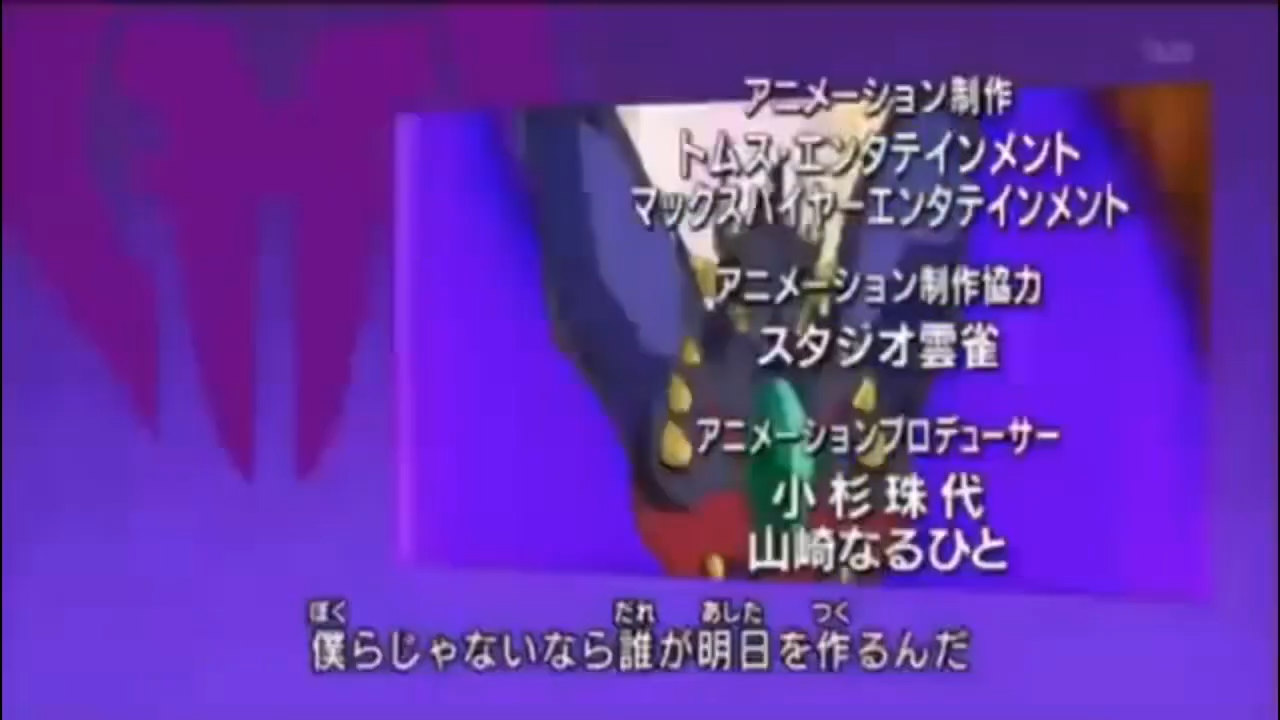 アニメーション制作
トムス・エンタテインメント
マックスバイヤーエンタテインメント
アニメーション制作協力
スタジオ雲雀
アニメーションプロデューサー
小杉珠代
山崎なるひと
ぼく だれ あした つく
僕らじゃないなら誰が明日を作るんだ